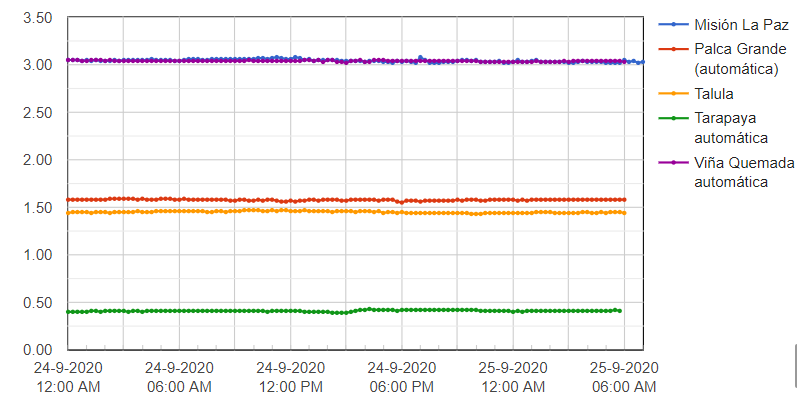 3.50
3.00
2.50
2.00
1.50
1.00
0.50
0.00
24-9-2020
12:00 AM
24-9-2020
06:00 AM
24-9-2020
12:00 PM
24-9-2020
06:00 PM
25-9-2020
12:00 AM
25-9-2020
06:00 AM
Misión La Paz
Palca Grande
(automática)
Talula
Tarapaya
automática
Viña Quemada
automática